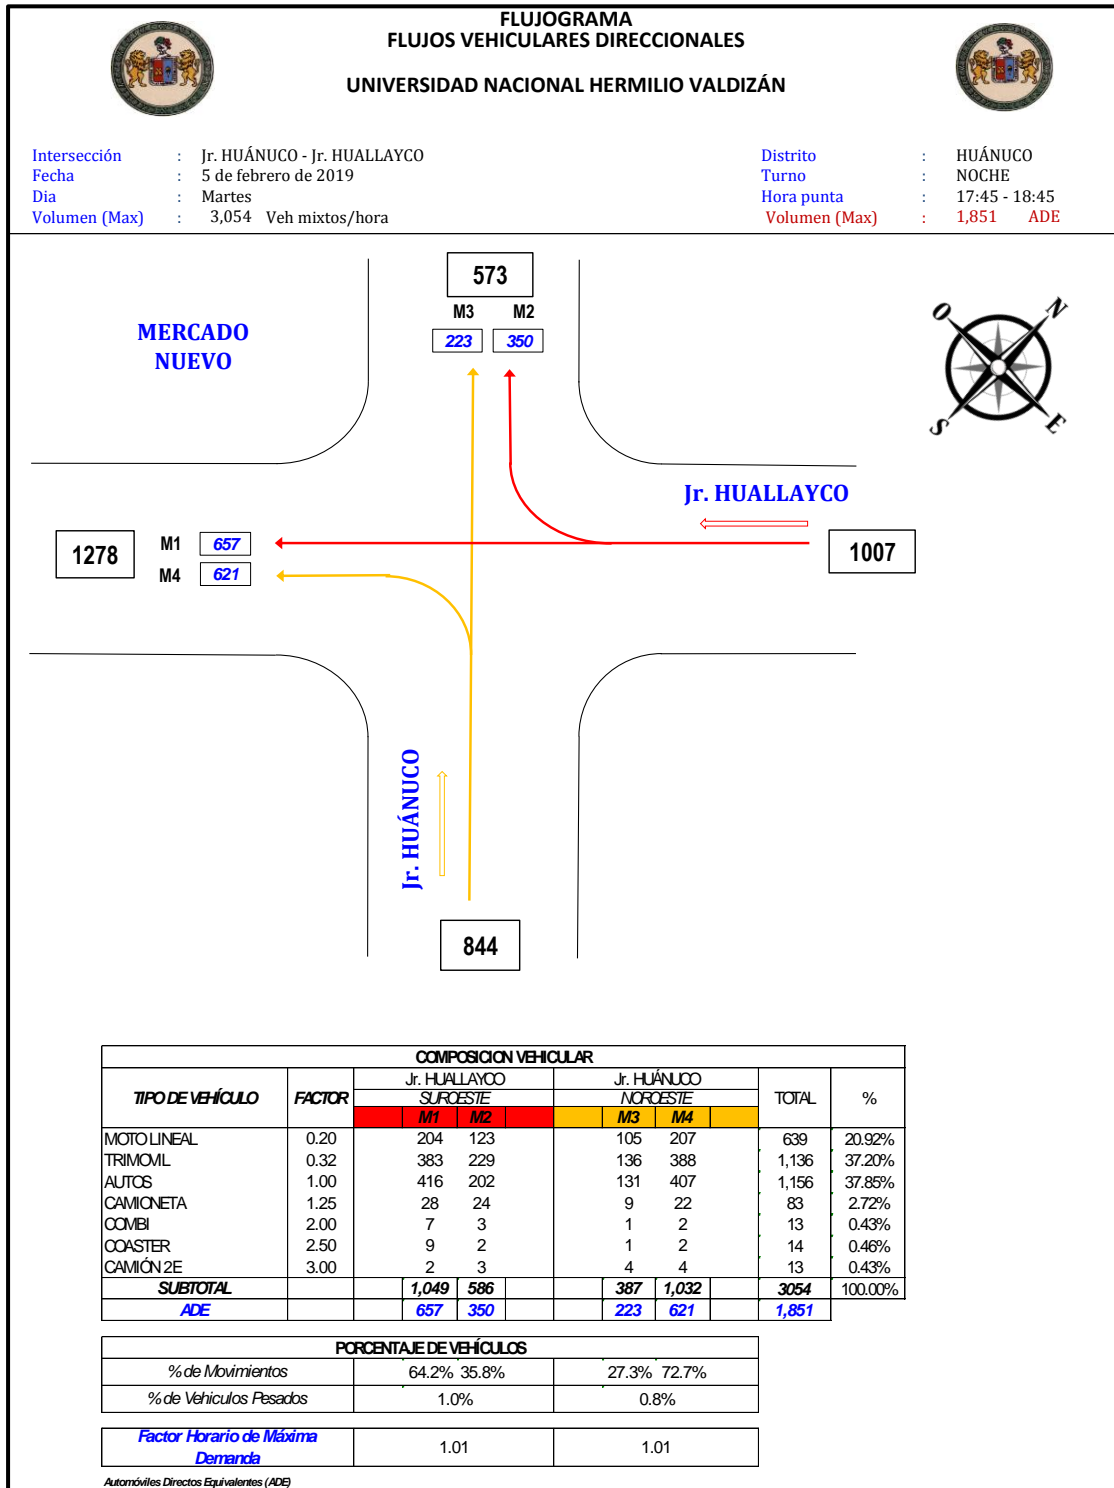 FLUJOGRAMA
FLUJOS VEHICULARES DIRECCIONALES
UNIVERSIDAD NACIONAL HERMILIO VALDIZÁN
Intersección : Jr. HUÁNUCO - Jr. HUALLAYCO Distrito : HUÁNUCO
Fecha : 5 de febrero de 2019 Turno : NOCHE
Dia : Martes Hora punta : 17:45 - 18:45
Volumen (Max) : 3,054 Veh mixtos/hora Volumen (Max) : 1,851 ADE
573
M3 M2
223 350
MERCADO
NUEVO
O N
S E
Jr. HUALLAYCO
1278 M1 657 1007
M4 621
Jr. HUÁNUCO
844
COMPOSICION VEHICULAR
TIPO DE VEHÍCULO FACTOR Jr. HUALLAYCO Jr. HUÁNUCO TOTAL %
SUROESTE NOROESTE
M1 M2 M3 M4
MOTO LINEAL 0.20 204 123 105 207 639 20.92%
TRIMOVIL 0.32 383 229 136 388 1,136 37.20%
AUTOS 1.00 416 202 131 407 1,156 37.85%
CAMIONETA 1.25 28 24 9 22 83 2.72%
COMBI 2.00 7 3 1 2 13 0.43%
COASTER 2.50 9 2 1 2 14 0.46%
CAMIÓN 2E 3.00 2 3 4 4 13 0.43%
SUBTOTAL 1,049 586 387 1,032 3054 100.00%
ADE 657 350 223 621 1,851
PORCENTAJE DE VEHÍCULOS
% de Movimientos 64.2% 35.8% 27.3% 72.7%
% de Vehiculos Pesados 1.0% 0.8%
Factor Horario de Máxima
Demanda 1.01 1.01
Automóviles Directos Equivalentes (ADE)